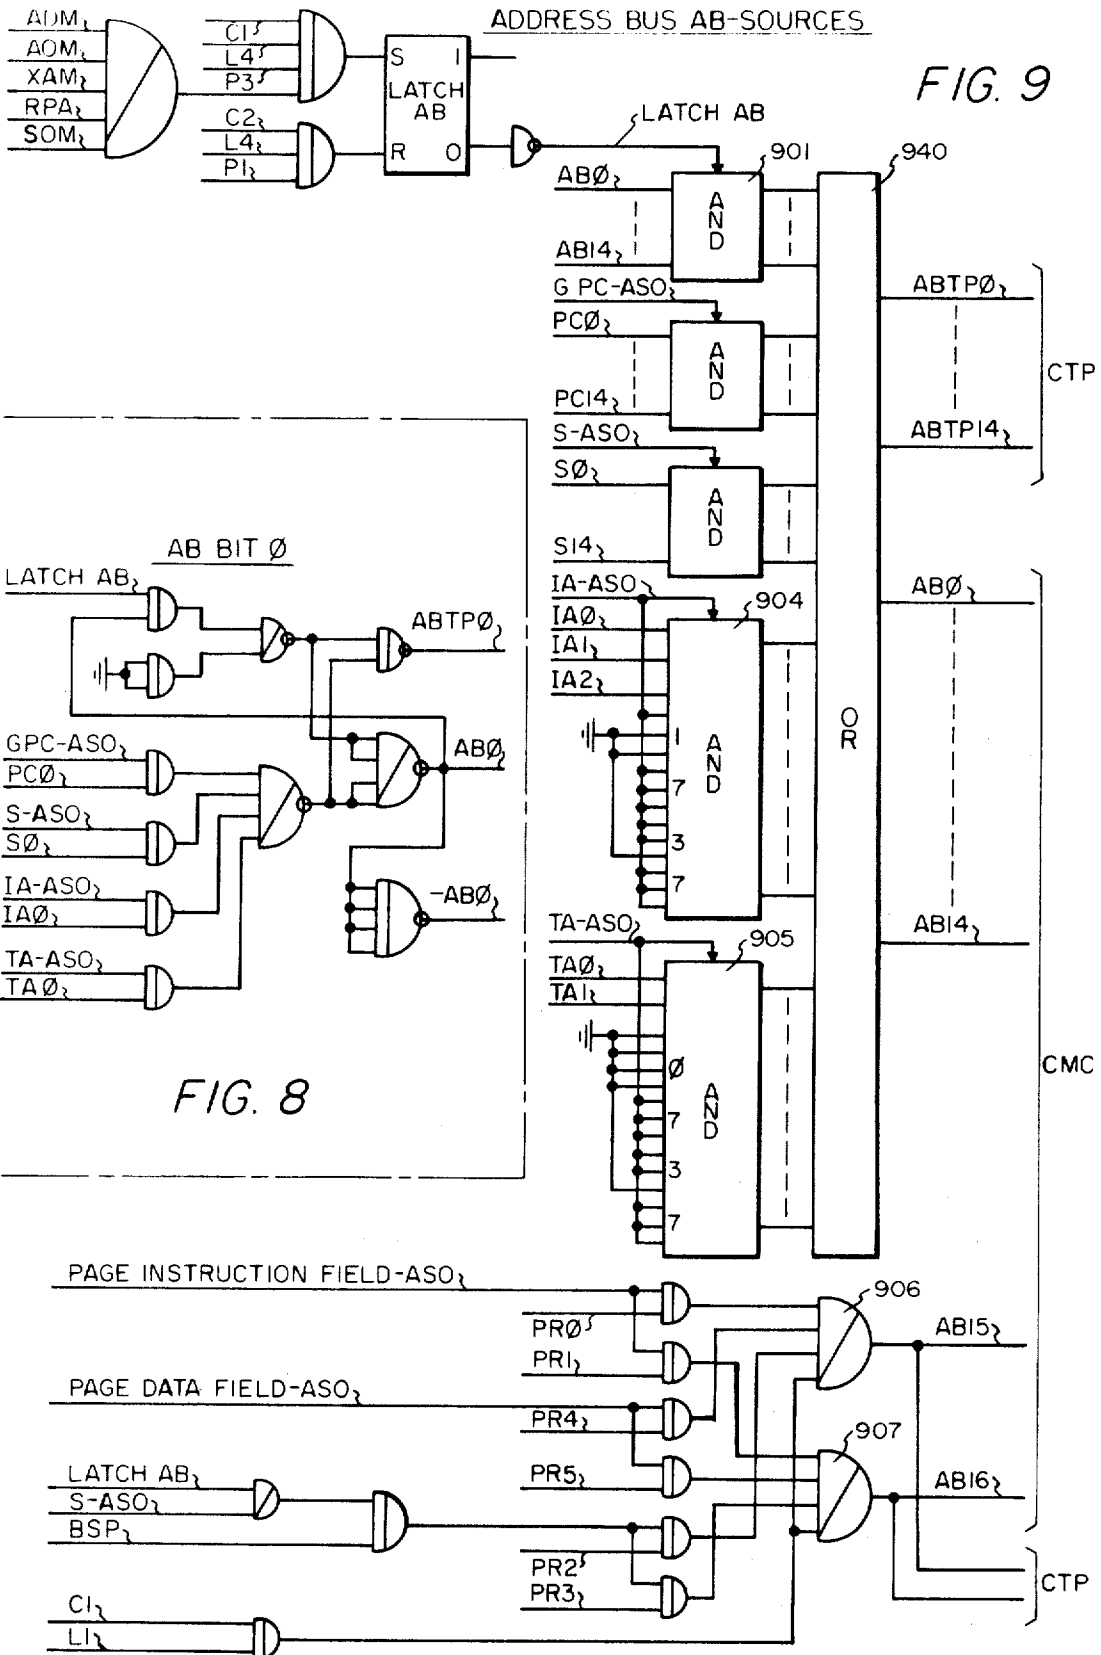 ADDRESS BUS AB-SOURCES
FIG. 9
ADM
AOM
XAM
RPA
SOM
C1
L4
P3
C2
L4
P1
S 1
LATCH AB
R O
LATCH AB
901
940
ABØ
AB14
AND
G PC-ASO
PCØ
PC14
AND
S-ASO
SØ
S14
AND
IA-ASO
904
IAØ
IA1
IA2
1
7
3
7
AND
TA-ASO
905
TAØ
TA1
Ø
7
3
7
AND
OR
ABTPØ
ABTP14
CTP
ABØ
AB14
CMC
AB BIT Ø
LATCH AB
ABTPØ
GPC-ASO
PCØ
ABØ
S-ASO
SØ
IA-ASO
IAØ
-ABØ
TA-ASO
TAØ
FIG. 8
PAGE INSTRUCTION FIELD-ASO
PRØ
906
AB15
PR1
PAGE DATA FIELD-ASO
PR4
907
PR5
AB16
LATCH AB
S-ASO
BSP
PR2
PR3
CTP
C1
L1